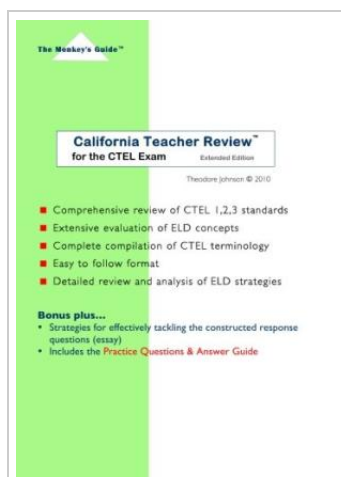 The Monkey's Guide™
California Teacher Review™
for the CTEL Exam Extended Edition
Theodore Johnson © 2010
■ Comprehensive review of CTEL 1,2,3 standards
■ Extensive evaluation of ELD concepts
■ Complete compilation of CTEL terminology
■ Easy to follow format
■ Detailed review and analysis of ELD strategies
Bonus plus...
• Strategies for effectively tackling the constructed response
questions (essay)
• Includes the Practice Questions & Answer Guide